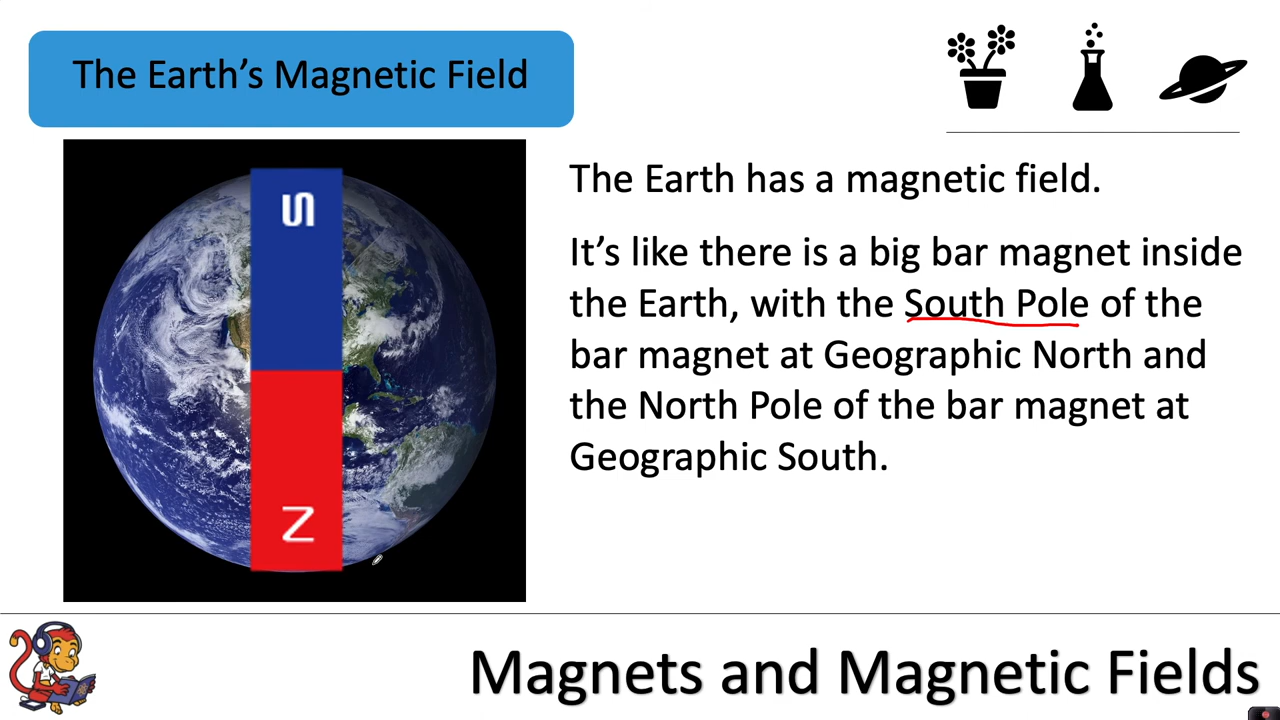 The Earth’s Magnetic Field
S
N
The Earth has a magnetic field.
It’s like there is a big bar magnet inside
the Earth, with the South Pole of the
bar magnet at Geographic North and
the North Pole of the bar magnet at
Geographic South.
Magnets and Magnetic Fields